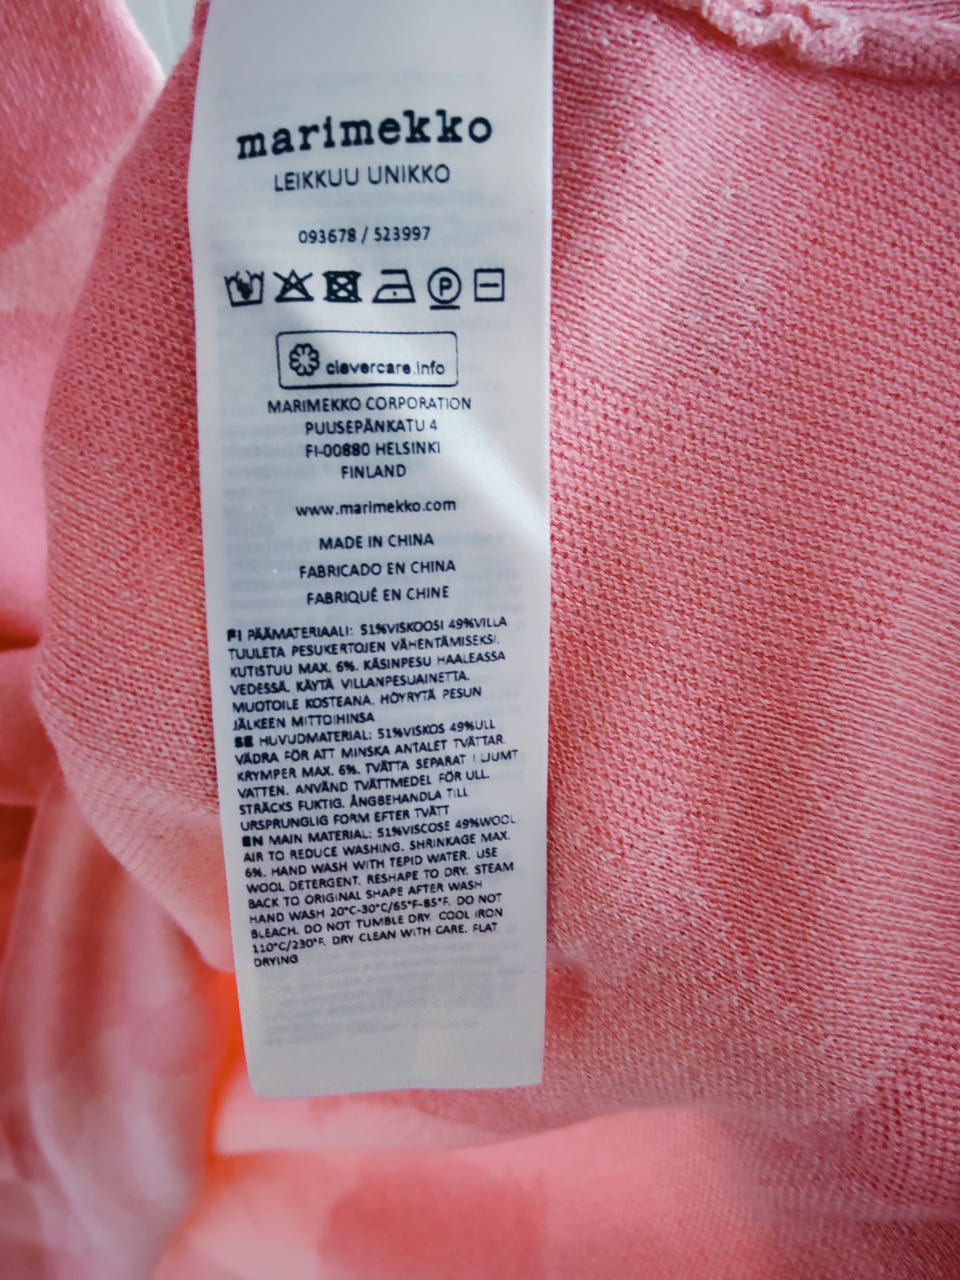 marimekko
LEIKKUU UNIKKO
093678 / 523997
P
clevercare.info
MARIMEKKO CORPORATION
PUUSEPÄNKATU 4
FI-00880 HELSINKI
FINLAND
www.marimekko.com
MADE IN CHINA
FABRICADO EN CHINA
FABRIQUÉ EN CHINE
FI PÄÄMATERIAALI: 51%VISKOOSI 49%VILLA
TUULETA PESUKERTOJEN VÄHENTÄMISEKSI.
KUTISTUU MAX. 6%. KÄSINPESU HAALEASSA
VEDESSÄ. KÄYTÄ VILLANPESUAINETTA.
MUOTOILE KOSTEANA. HÖYRYTÄ PESUN
JÄLKEEN MITTOIHINSA
SE HUVUDMATERIAL: 51%VISKOS 49%ULL
VÄDRA FÖR ATT MINSKA ANTALET TVÄTTAR.
KRYMPER MAX. 6%. TVÄTTA SEPARAT I LJUMT
VATTEN. ANVÄND TVÄTTMEDEL FÖR ULL.
STRÄCKS FUKTIG. ÅNGBEHANDLA TILL
URSPRUNGLIG FORM EFTER TVÄTT
EN MAIN MATERIAL: 51%VISCOSE 49%WOOL
AIR TO REDUCE WASHING. SHRINKAGE MAX.
6%. HAND WASH WITH TEPID WATER. USE
WOOL DETERGENT. RESHAPE TO DRY. STEAM
BACK TO ORIGINAL SHAPE AFTER WASH
HAND WASH 20°C-30°C/65°F-85°F. DO NOT
BLEACH. DO NOT TUMBLE DRY. COOL IRON
110°C/230°F. DRY CLEAN WITH CARE. FLAT
DRYING